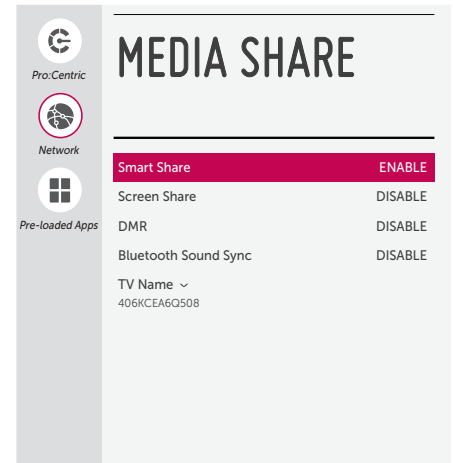 Pro:Centric
Network
Pre-loaded Apps
MEDIA SHARE
Smart Share ENABLE
Screen Share DISABLE
DMR DISABLE
Bluetooth Sound Sync DISABLE
TV Name
406KCEA6Q508